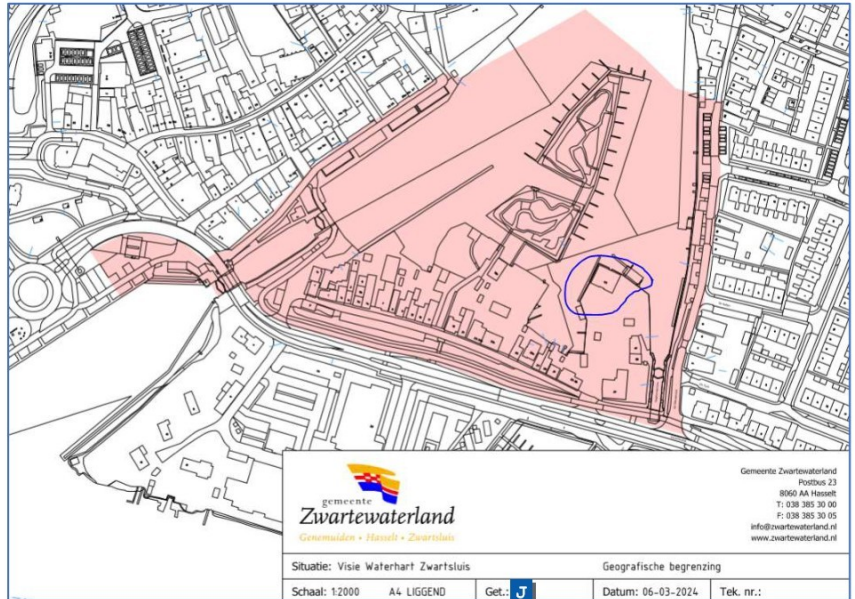 gemeente
Zwartewaterland
Genemuiden • Hasselt • Zwartsluis
Gemeente Zwartewaterland
Postbus 23
8060 AA Hasselt
T: 038 385 30 00
F: 038 385 30 05
info@zwartewaterland.nl
www.zwartewaterland.nl
Situatie: Visie Waterhart Zwartsluis
Geografische begrenzing
Schaal: 1:2000 A4 LIGGEND Get.: J Datum: 06-03-2024 Tek. nr.: